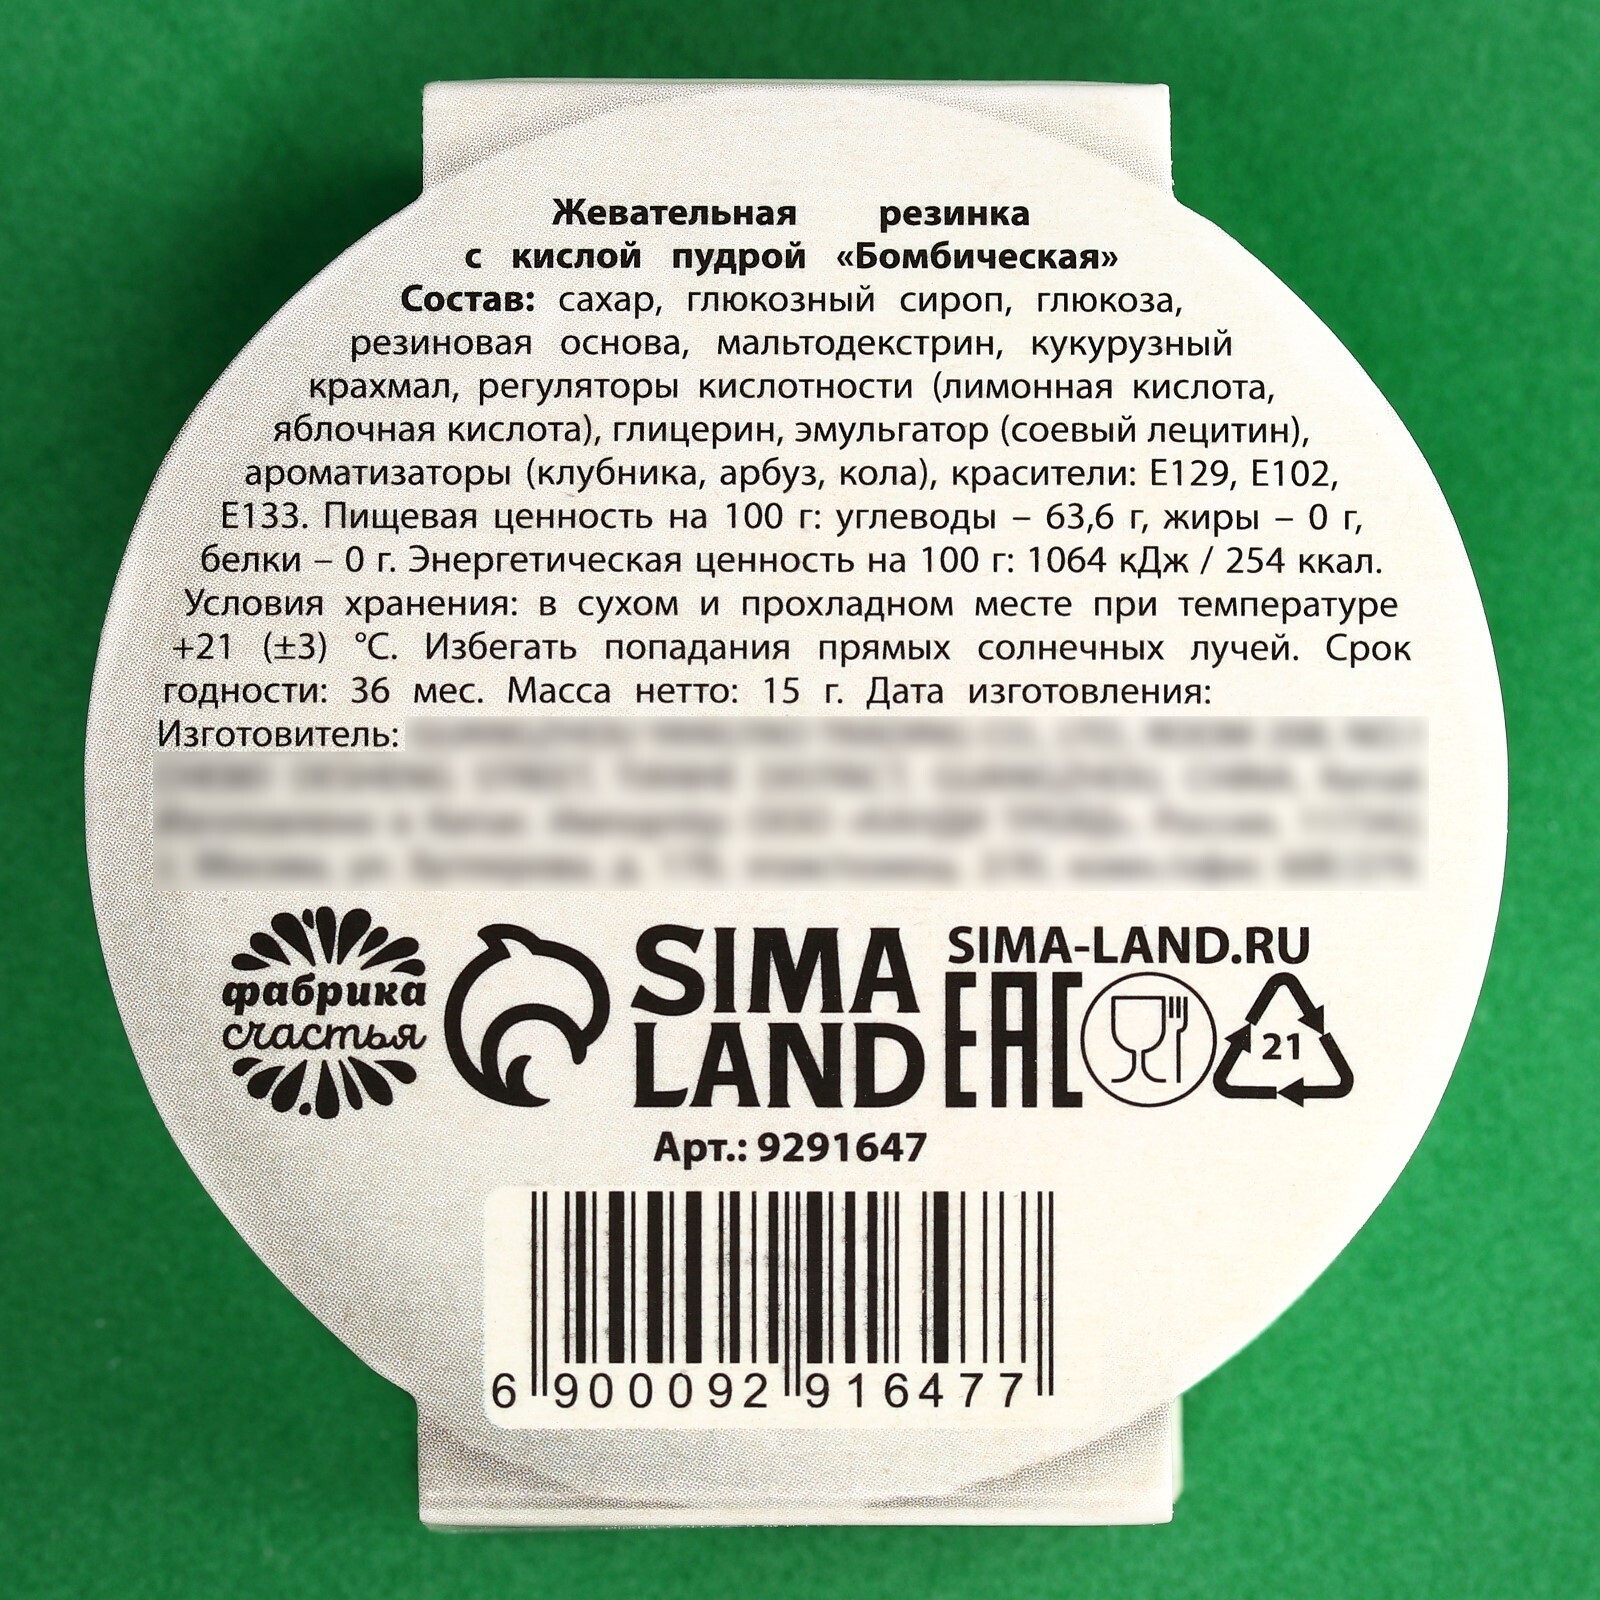 Жевательная резинка
с кислой пудрой «Бомбическая»
Состав: сахар, глюкозный сироп, глюкоза,
резиновая основа, мальтодекстрин, кукурузный
крахмал, регуляторы кислотности (лимонная кислота,
яблочная кислота), глицерин, эмульгатор (соевый лецитин),
ароматизаторы (клубника, арбуз, кола), красители: Е129, Е102,
Е133. Пищевая ценность на 100 г: углеводы – 63,6 г, жиры – 0 г,
белки – 0 г. Энергетическая ценность на 100 г: 1064 кДж / 254 ккал.
Условия хранения: в сухом и прохладном месте при температуре
+21 (±3) °С. Избегать попадания прямых солнечных лучей. Срок
годности: 36 мес. Масса нетто: 15 г. Дата изготовления:
Изготовитель:
фабрика
счастья
SIMA
LAND
SIMA-LAND.RU
EAC
21
Арт.: 9291647
6 900092 916477